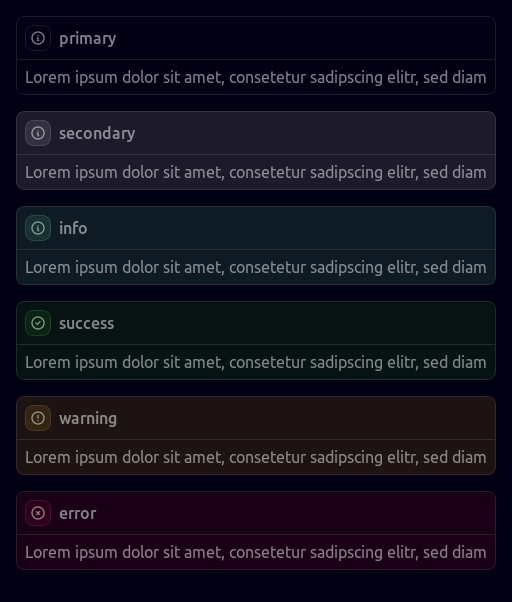 primary
Lorem ipsum dolor sit amet, consetetur sadipscing elitr, sed diam
secondary
Lorem ipsum dolor sit amet, consetetur sadipscing elitr, sed diam
info
Lorem ipsum dolor sit amet, consetetur sadipscing elitr, sed diam
success
Lorem ipsum dolor sit amet, consetetur sadipscing elitr, sed diam
warning
Lorem ipsum dolor sit amet, consetetur sadipscing elitr, sed diam
error
Lorem ipsum dolor sit amet, consetetur sadipscing elitr, sed diam